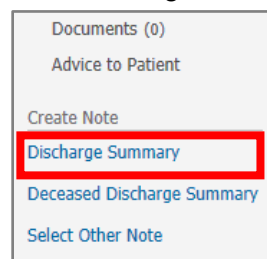 Documents (0)
Advice to Patient
Create Note
Discharge Summary
Deceased Discharge Summary
Select Other Note